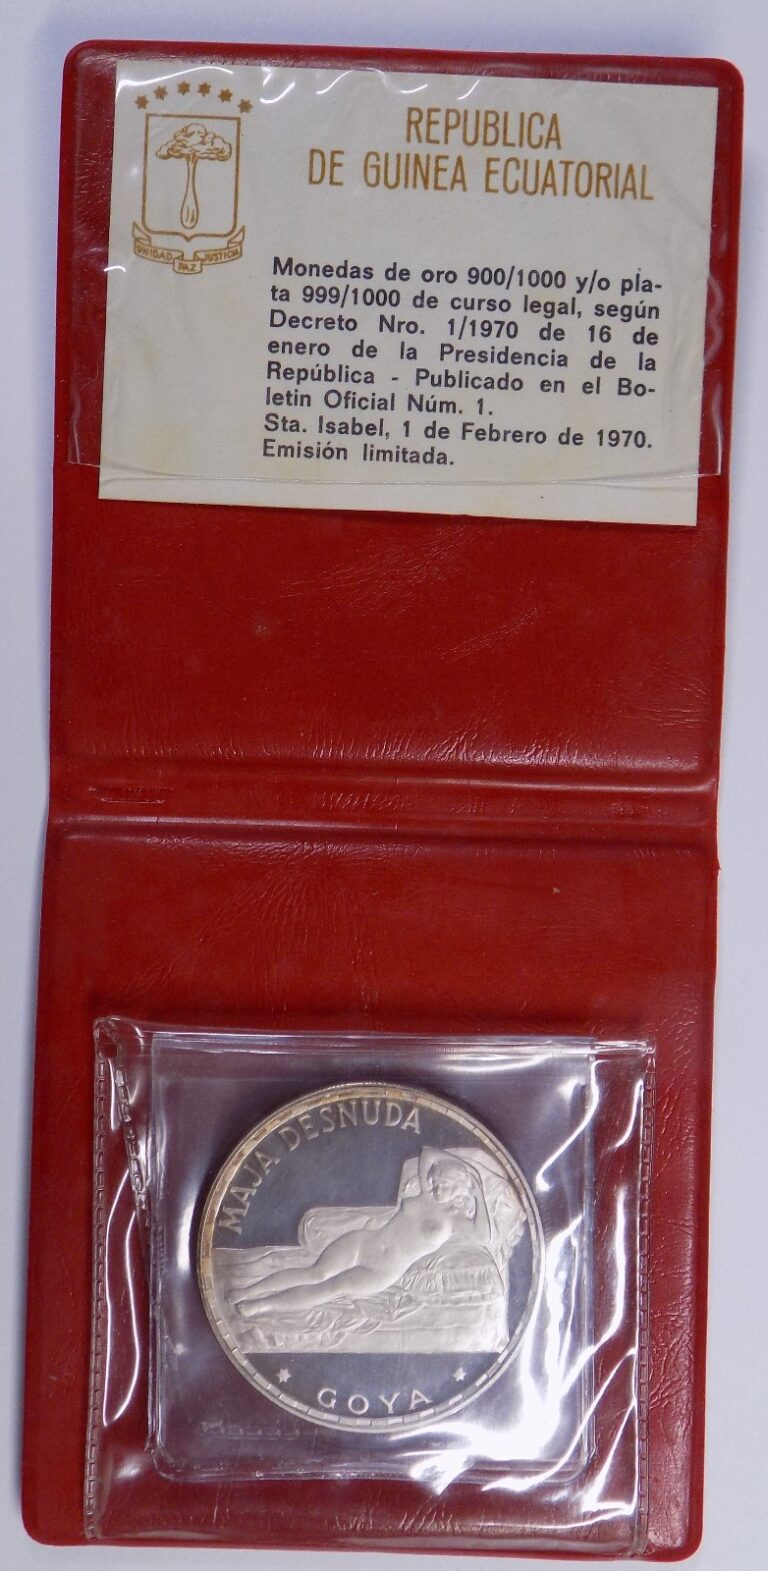 REPUBLICA
DE GUINEA ECUATORIAL
UNIDAD PAZ JUSTICIA
Monedas de oro 900/1000 y/o pla-
ta 999/1000 de curso legal, según
Decreto Nro. 1/1970 de 16 de
enero de la Presidencia de la
República - Publicado en el Bo-
letin Oficial Núm. 1.
Sta. Isabel, 1 de Febrero de 1970.
Emisión limitada.
MAJA DESNUDA
GOYA